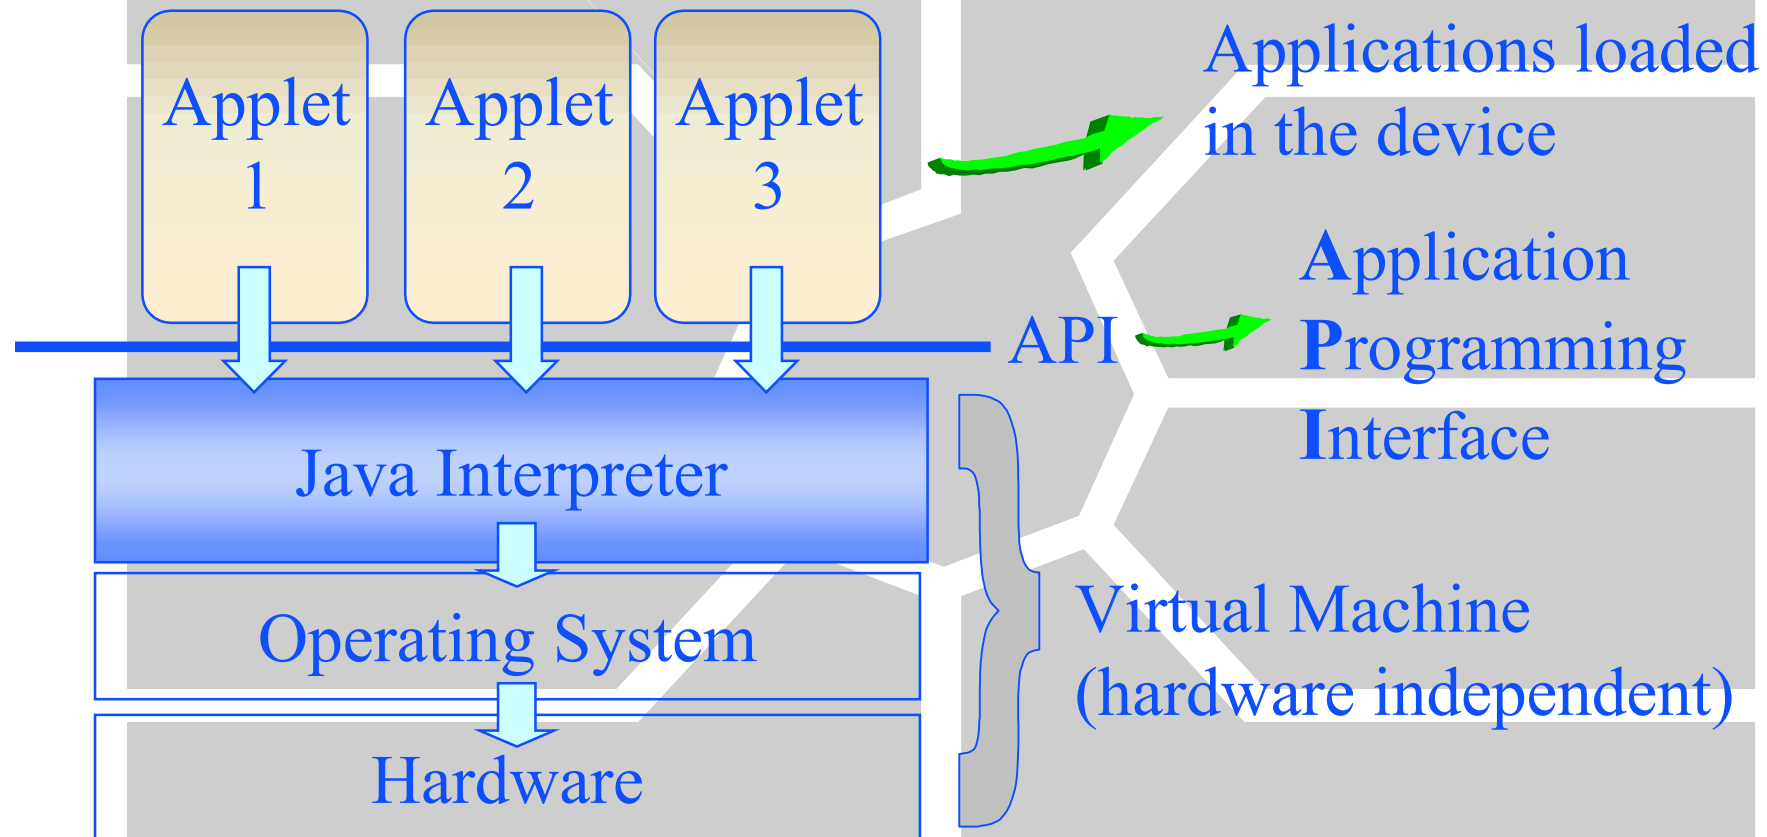 Applet
1
Applet
2
Applet
3
Applications loaded
in the device
API
Application
Programming
Interface
Java Interpreter
Operating System
Hardware
Virtual Machine
(hardware independent)